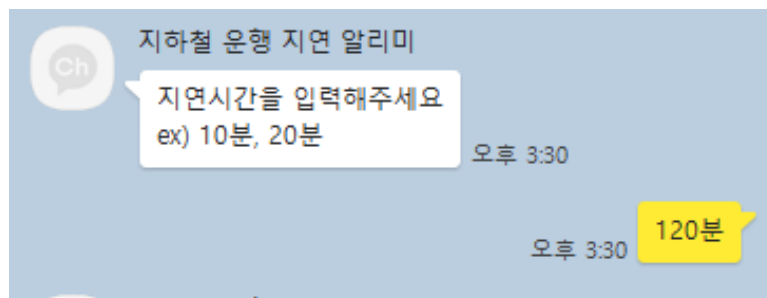 지하철 운행 지연 알리미
Ch
지연시간을 입력해주세요
ex) 10분, 20분
오후 3:30
120분
오후 3:30